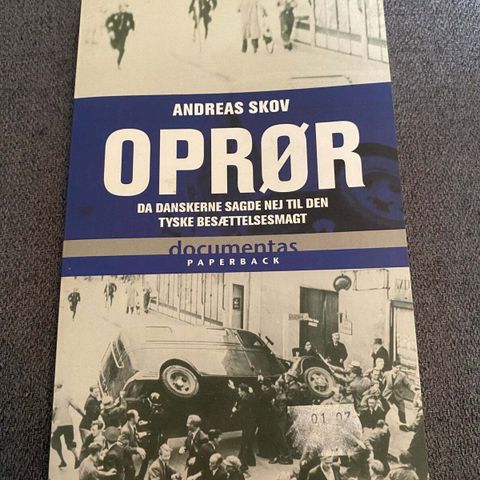 ANDREAS SKOV
OPRØR
DA DANSKERNE SAGDE NEJ TIL DEN
TYSKE BESÆTTELSESMAGT
documentas
PAPERBACK
01 07